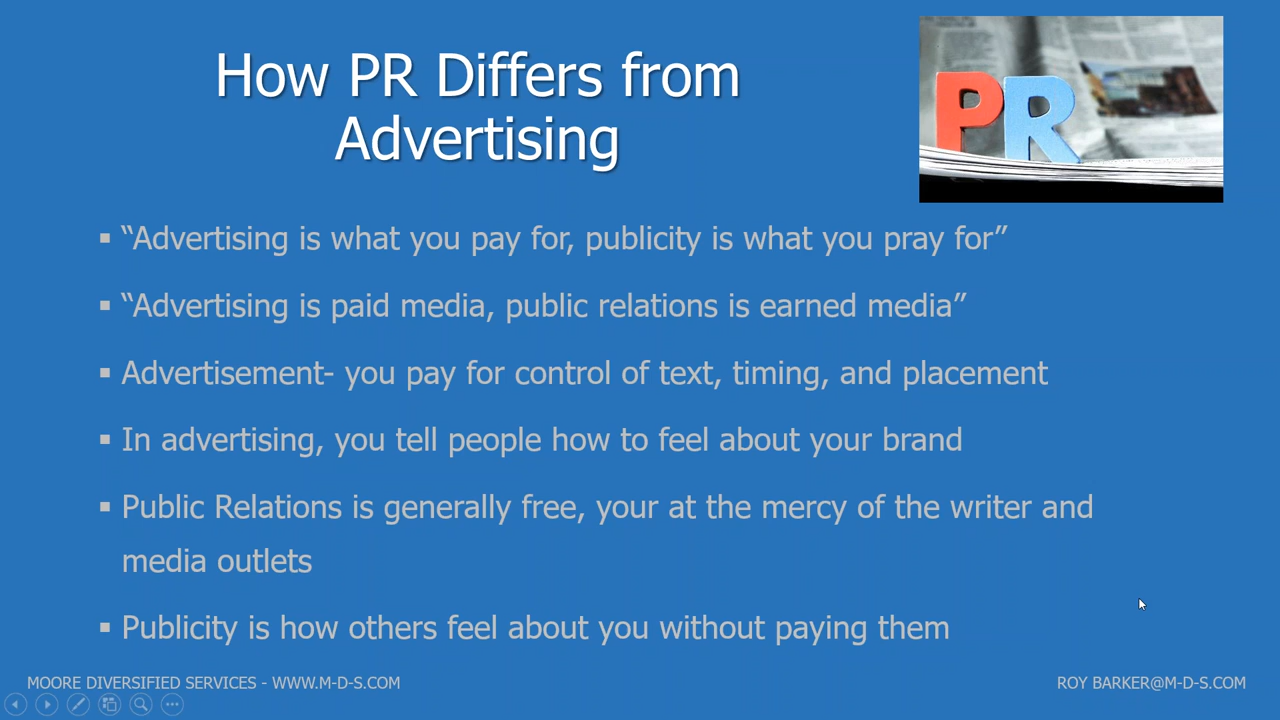 How PR Differs from
Advertising
PR
▪ “Advertising is what you pay for, publicity is what you pray for”
▪ “Advertising is paid media, public relations is earned media”
▪ Advertisement- you pay for control of text, timing, and placement
▪ In advertising, you tell people how to feel about your brand
▪ Public Relations is generally free, your at the mercy of the writer and
media outlets
▪ Publicity is how others feel about you without paying them
MOORE DIVERSIFIED SERVICES - WWW.M-D-S.COM
ROY BARKER@M-D-S.COM